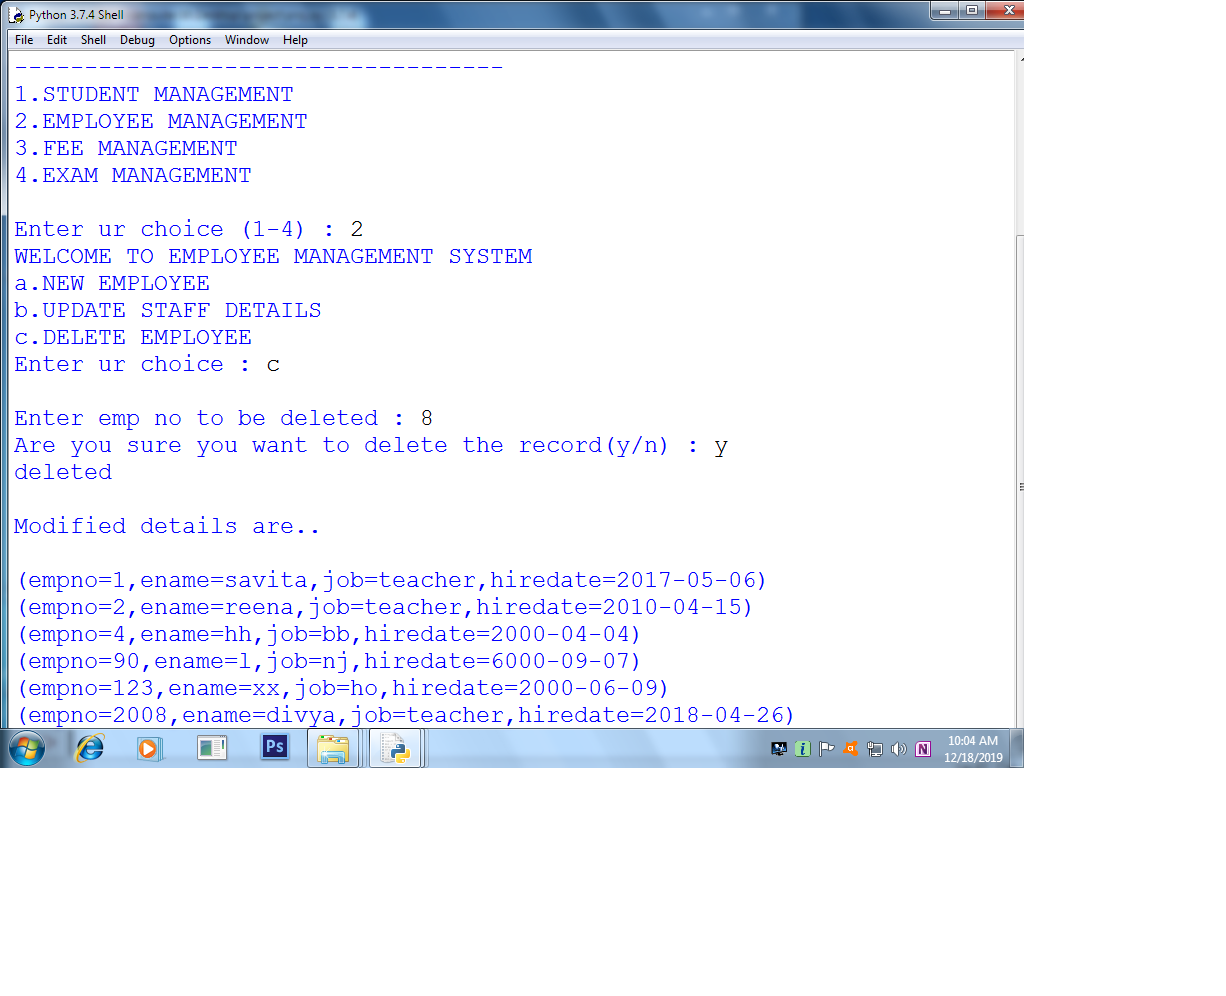 Python 3.7.4 Shell
File Edit Shell Debug Options Window Help
-----------------------------------
1.STUDENT MANAGEMENT
2.EMPLOYEE MANAGEMENT
3.FEE MANAGEMENT
4.EXAM MANAGEMENT
Enter ur choice (1-4) : 2
WELCOME TO EMPLOYEE MANAGEMENT SYSTEM
a.NEW EMPLOYEE
b.UPDATE STAFF DETAILS
c.DELETE EMPLOYEE
Enter ur choice : c
Enter emp no to be deleted : 8
Are you sure you want to delete the record(y/n) : y
deleted
Modified details are..
(empno=1,ename=savita,job=teacher,hiredate=2017-05-06)
(empno=2,ename=reena,job=teacher,hiredate=2010-04-15)
(empno=4,ename=hh,job=bb,hiredate=2000-04-04)
(empno=90,ename=l,job=nj,hiredate=6000-09-07)
(empno=123,ename=xx,job=ho,hiredate=2000-06-09)
(empno=2008,ename=divya,job=teacher,hiredate=2018-04-26)
Ps
N
10:04 AM
12/18/2019